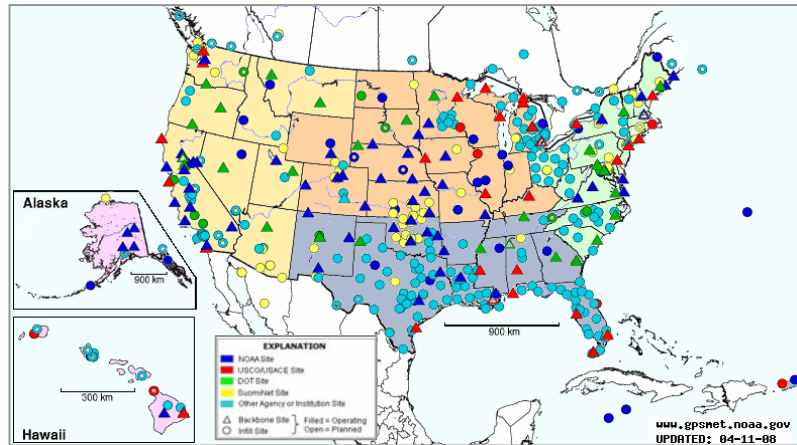 Alaska
900 km
Hawaii
300 km
900 km
EXPLANATION
NOAA Site
USCG/USACE Site
DOT Site
SuomiNet Site
Other Agency or Institution Site
Backbone Site
Infill Site
Filled = Operating
Open = Planned
www.gpsmet.noaa.gov
UPDATED: 04-11-08